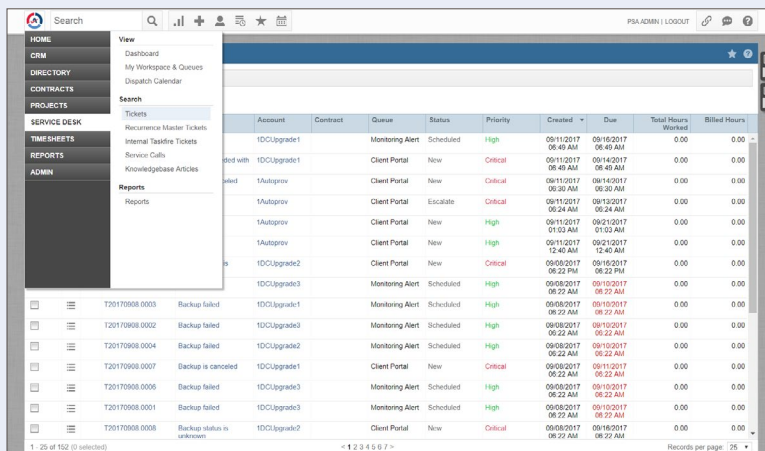 Search
PSA ADMIN | LOGOUT
HOME
CRM
DIRECTORY
CONTRACTS
PROJECTS
SERVICE DESK
TIMESHEETS
REPORTS
ADMIN
View
Dashboard
My Workspace & Queues
Dispatch Calendar
Search
Tickets
Recurrence Master Tickets
Internal Taskfire Tickets
Service Calls
Knowledgebase Articles
Reports
Reports
Account Contract Queue Status Priority Created Due Total Hours Worked Billed Hours
1DCUpgrade1 Monitoring Alert Scheduled High 09/11/2017 06:49 AM 09/16/2017 06:49 AM 0.00 0.00
ded with 1DCUpgrade1 Client Portal New Critical 09/11/2017 06:49 AM 09/14/2017 06:49 AM 0.00 0.00
celed 1Autoprov Client Portal New Critical 09/11/2017 06:30 AM 09/14/2017 06:30 AM 0.00 0.00
1Autoprov Client Portal Escalate Critical 09/11/2017 06:24 AM 09/13/2017 06:24 AM 0.00 0.00
1Autoprov Client Portal New High 09/11/2017 01:03 AM 09/21/2017 01:03 AM 0.00 0.00
1Autoprov Client Portal New High 09/11/2017 12:40 AM 09/21/2017 12:40 AM 0.00 0.00
is 1DCUpgrade2 Client Portal New Critical 09/08/2017 06:22 PM 09/16/2017 06:22 PM 0.00 0.00
1DCUpgrade3 Monitoring Alert Scheduled High 09/08/2017 06:22 AM 09/10/2017 06:22 AM 0.00 0.00
T20170908.0003 Backup failed 1DCUpgrade1 Monitoring Alert Scheduled High 09/08/2017 06:22 AM 09/10/2017 06:22 AM 0.00 0.00
T20170908.0002 Backup failed 1DCUpgrade3 Monitoring Alert Scheduled High 09/08/2017 06:22 AM 09/10/2017 06:22 AM 0.00 0.00
T20170908.0004 Backup failed 1DCUpgrade2 Monitoring Alert Scheduled High 09/08/2017 06:22 AM 09/10/2017 06:22 AM 0.00 0.00
T20170908.0007 Backup is canceled 1DCUpgrade1 Client Portal New Critical 09/08/2017 06:22 AM 09/11/2017 06:22 AM 0.00 0.00
T20170908.0006 Backup failed 1DCUpgrade3 Monitoring Alert Scheduled High 09/08/2017 06:22 AM 09/10/2017 06:22 AM 0.00 0.00
T20170908.0001 Backup failed 1DCUpgrade3 Monitoring Alert Scheduled High 09/08/2017 06:22 AM 09/10/2017 06:22 AM 0.00 0.00
T20170908.0008 Backup status is unknown 1DCUpgrade2 Client Portal New Critical 09/08/2017 06:22 AM 09/16/2017 06:22 AM 0.00 0.00
1 - 25 of 152 (0 selected) < 1 2 3 4 5 6 7 > Records per page: 25